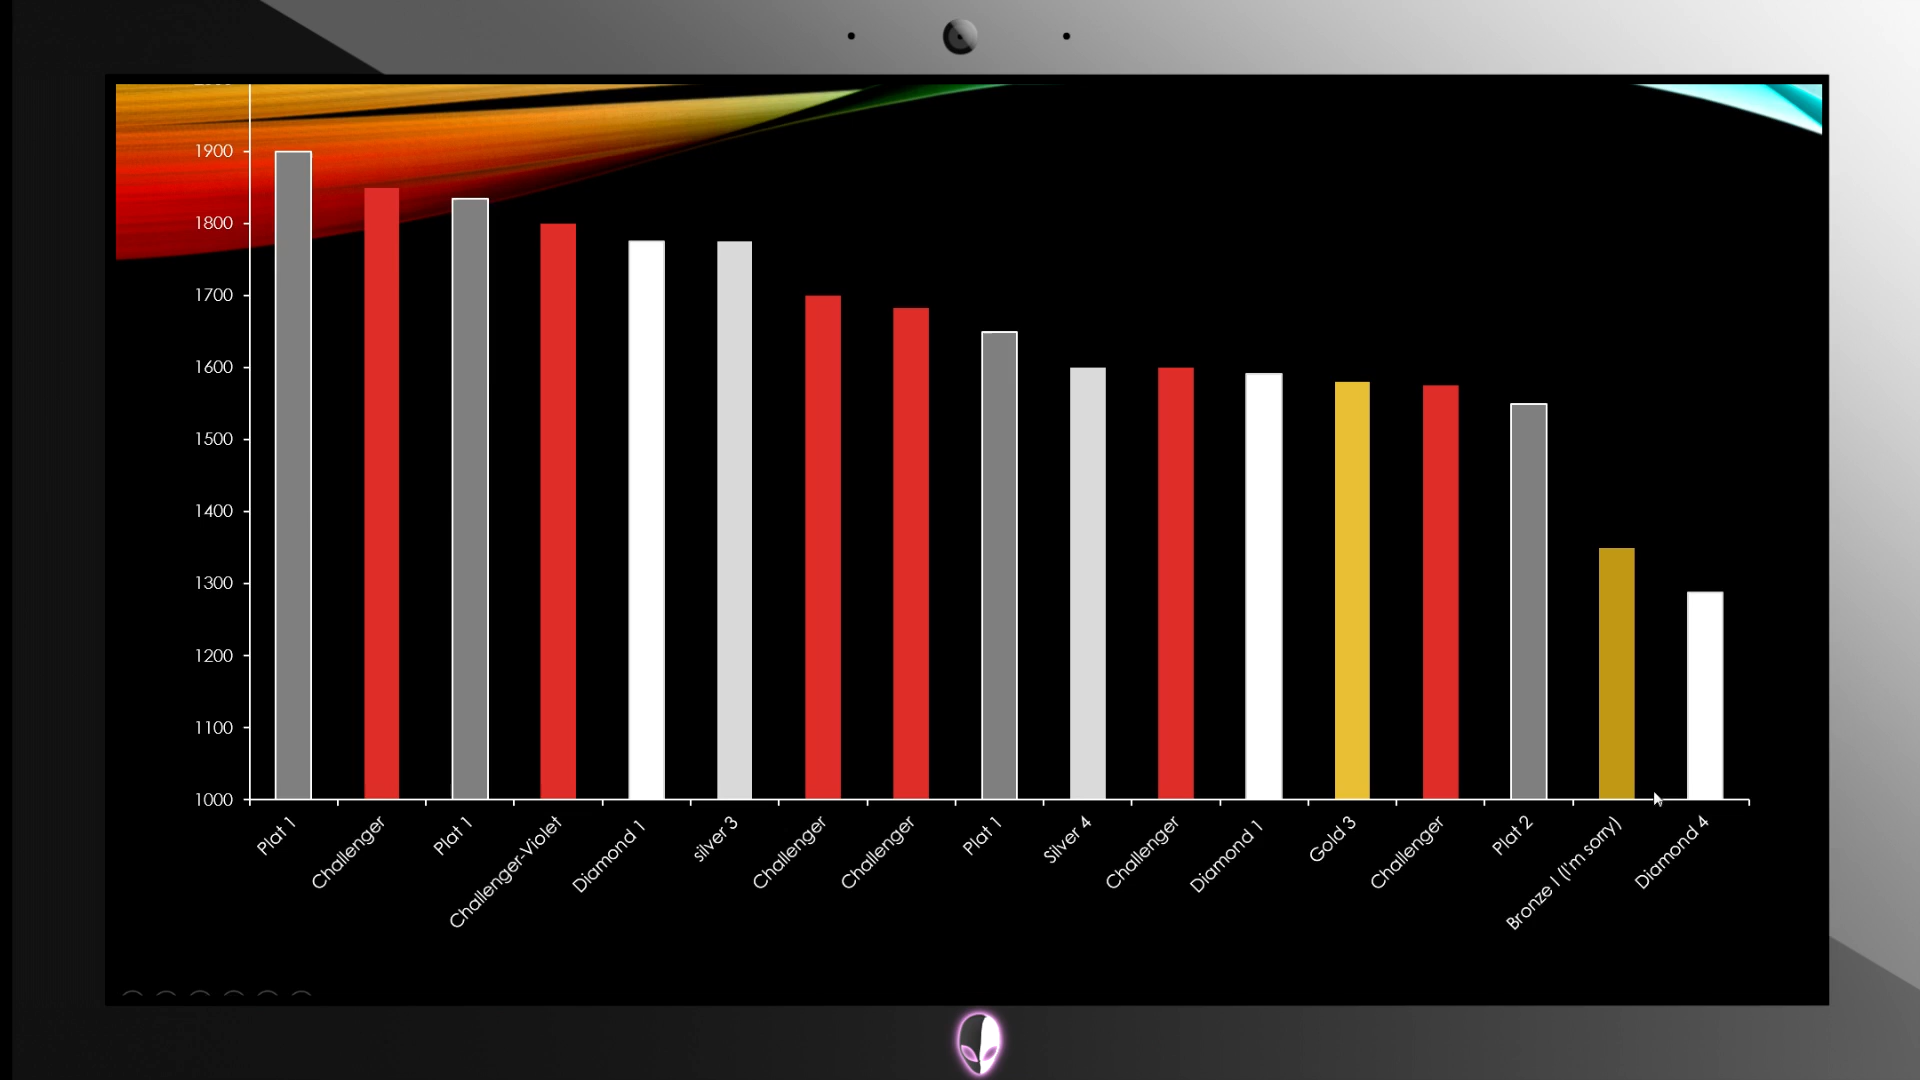 1900
1800
1700
1600
1500
1400
1300
1200
1100
1000
Plat 1
Challenger
Plat 1
Challenger-Violet
Diamond 1
silver 3
Challenger
Challenger
Plat 1
Silver 4
Challenger
Diamond 1
Gold 3
Challenger
Plat 2
Bronze I (I'm sorry)
Diamond 4